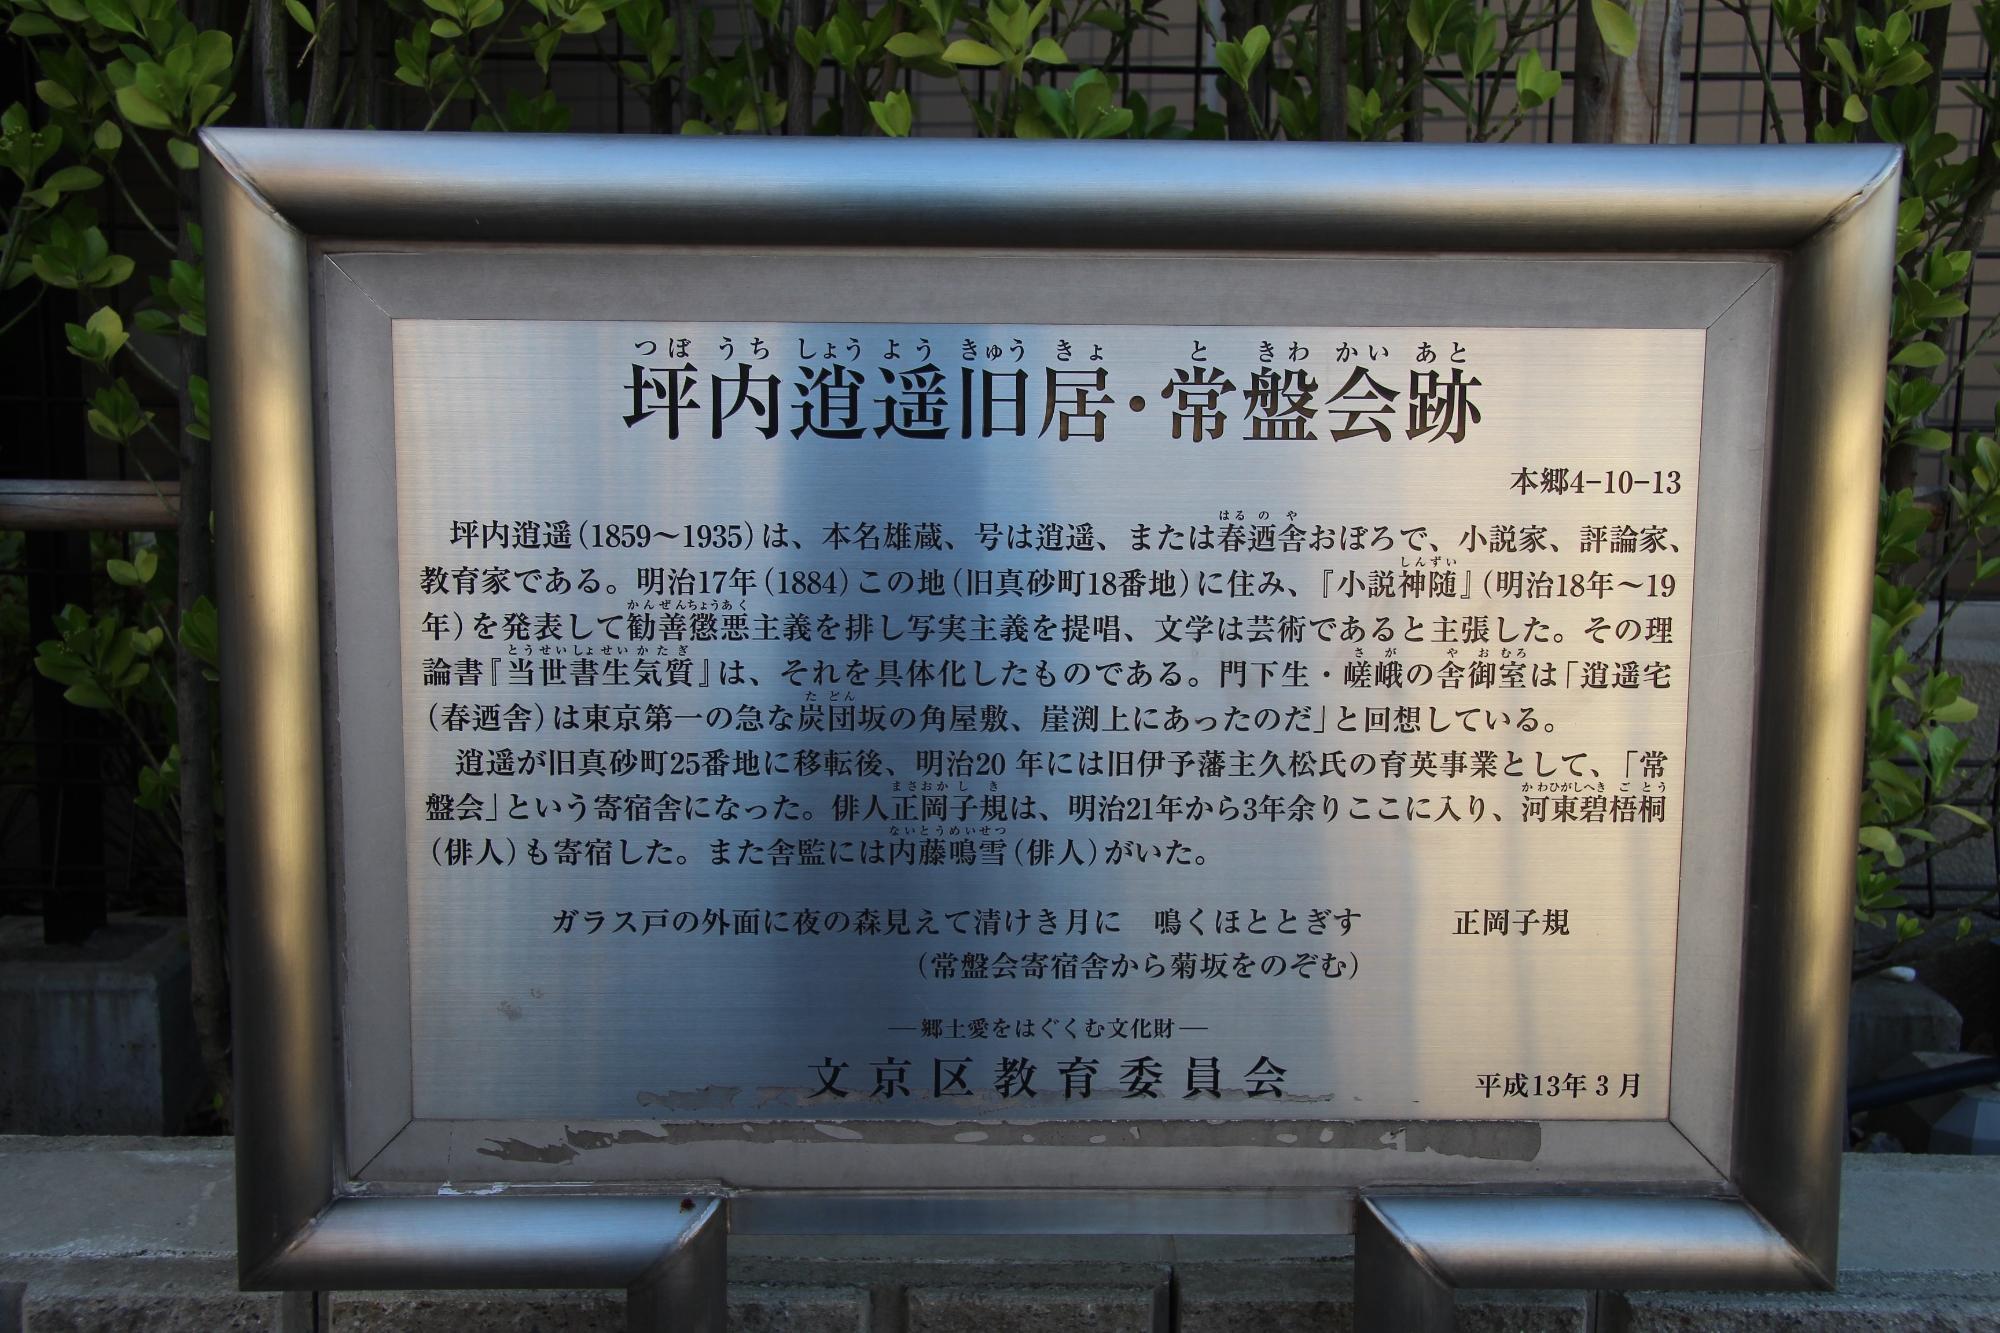 つぼ うち しょう よう きゅう きょ と きわ かい あと
坪内逍遥旧居・常盤会跡
本郷4-10-13
はるのや
坪内逍遥(1859〜1935)は、本名雄蔵、号は逍遥、または春迺舎おぼろで、小説家、評論家、
しんずい
教育家である。明治17年(1884)この地(旧真砂町18番地)に住み、『小説神随』(明治18年〜19
かんぜんちょうあく
年)を発表して勧善懲悪主義を排し写実主義を提唱、文学は芸術であると主張した。その理
とうせいしょせいかたぎ さが やおむろ
論書『当世書生気質』は、それを具体化したものである。門下生・嵯峨の舎御室は「逍遥宅
たどん
(春迺舎)は東京第一の急な炭団坂の角屋敷、崖渕上にあったのだ」と回想している。
逍遥が旧真砂町25番地に移転後、明治20 年には旧伊予藩主久松氏の育英事業として、「常
まさおかしき かわひがしへきごとう
盤会」という寄宿舎になった。俳人正岡子規は、明治21年から3年余りここに入り、河東碧梧桐
ないとうめいせつ
(俳人)も寄宿した。また舎監には内藤鳴雪(俳人)がいた。
ガラス戸の外面に夜の森見えて清けき月に 鳴くほととぎす 正岡子規
(常盤会寄宿舎から菊坂をのぞむ)
―郷土愛をはぐくむ文化財―
文京区教育委員会 平成13年3月